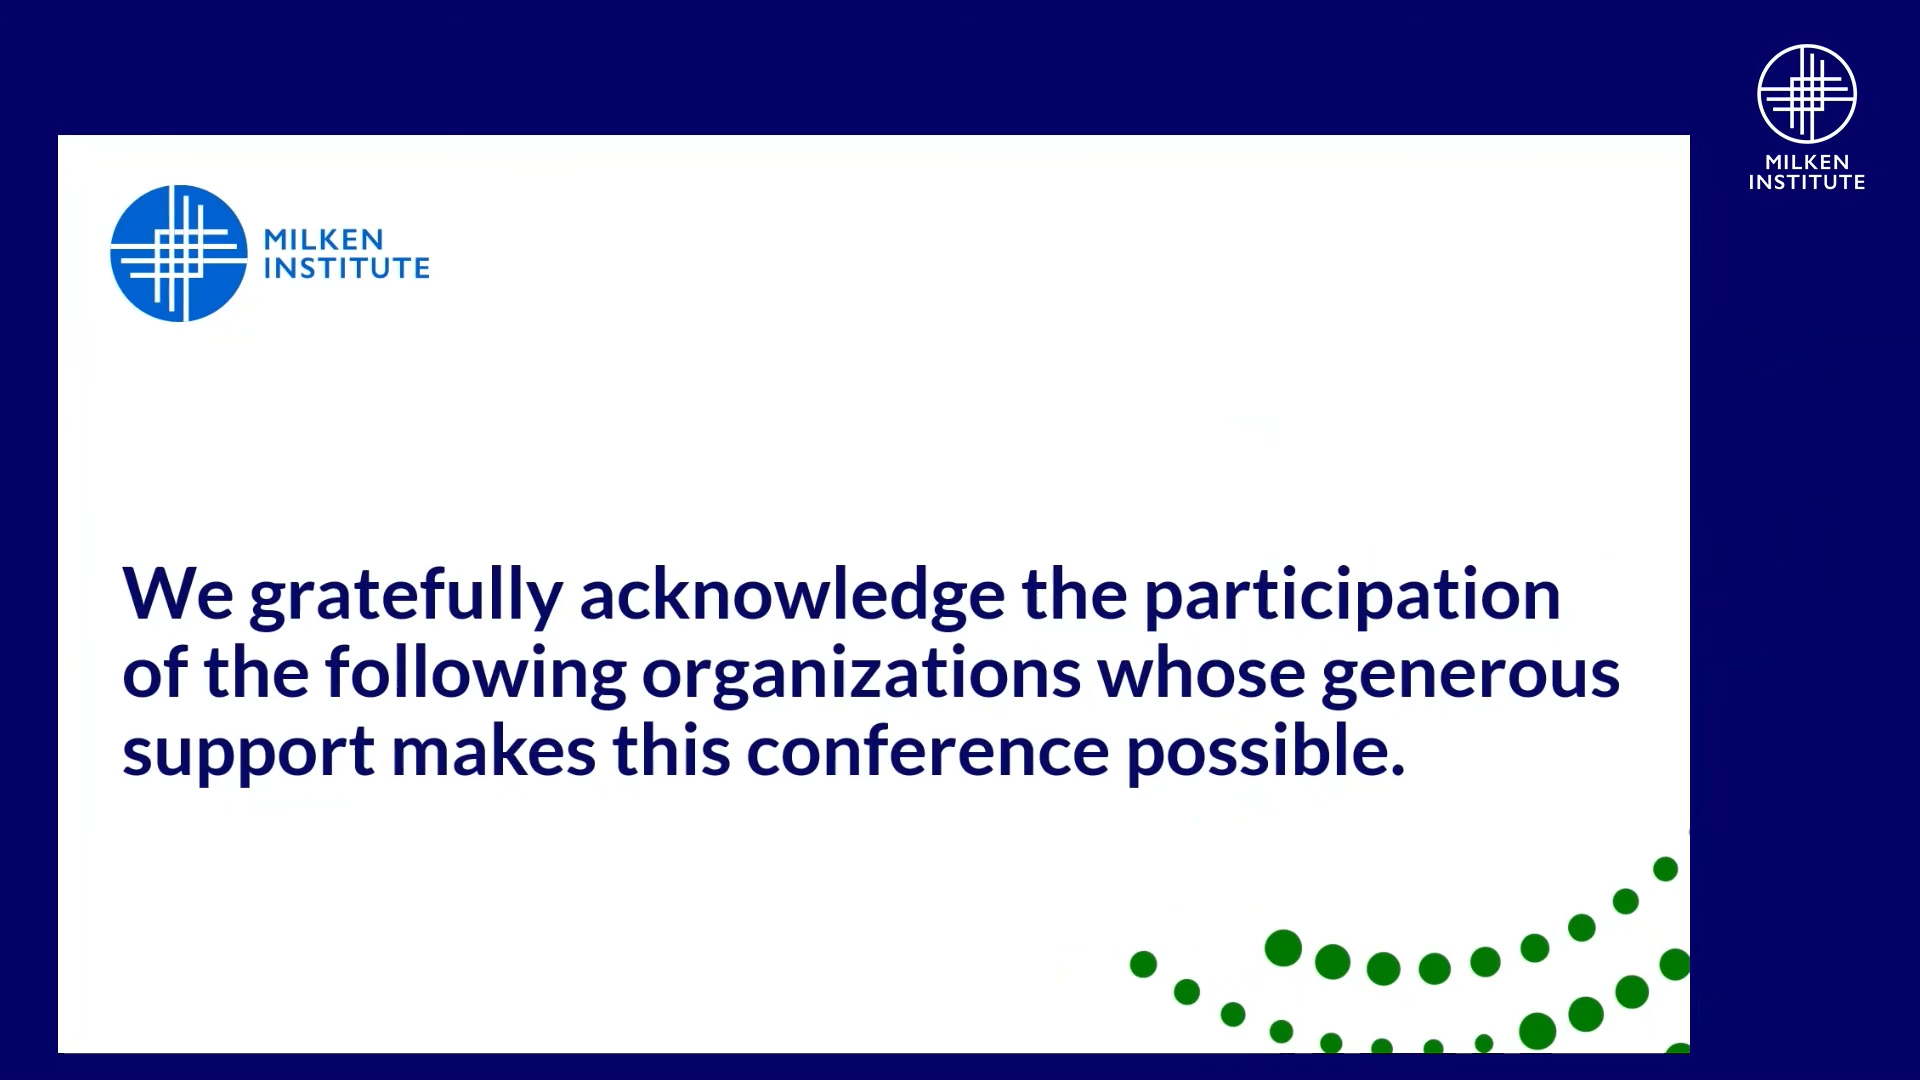 MILKEN
INSTITUTE
MILKEN
INSTITUTE
We gratefully acknowledge the participation
of the following organizations whose generous
support makes this conference possible.